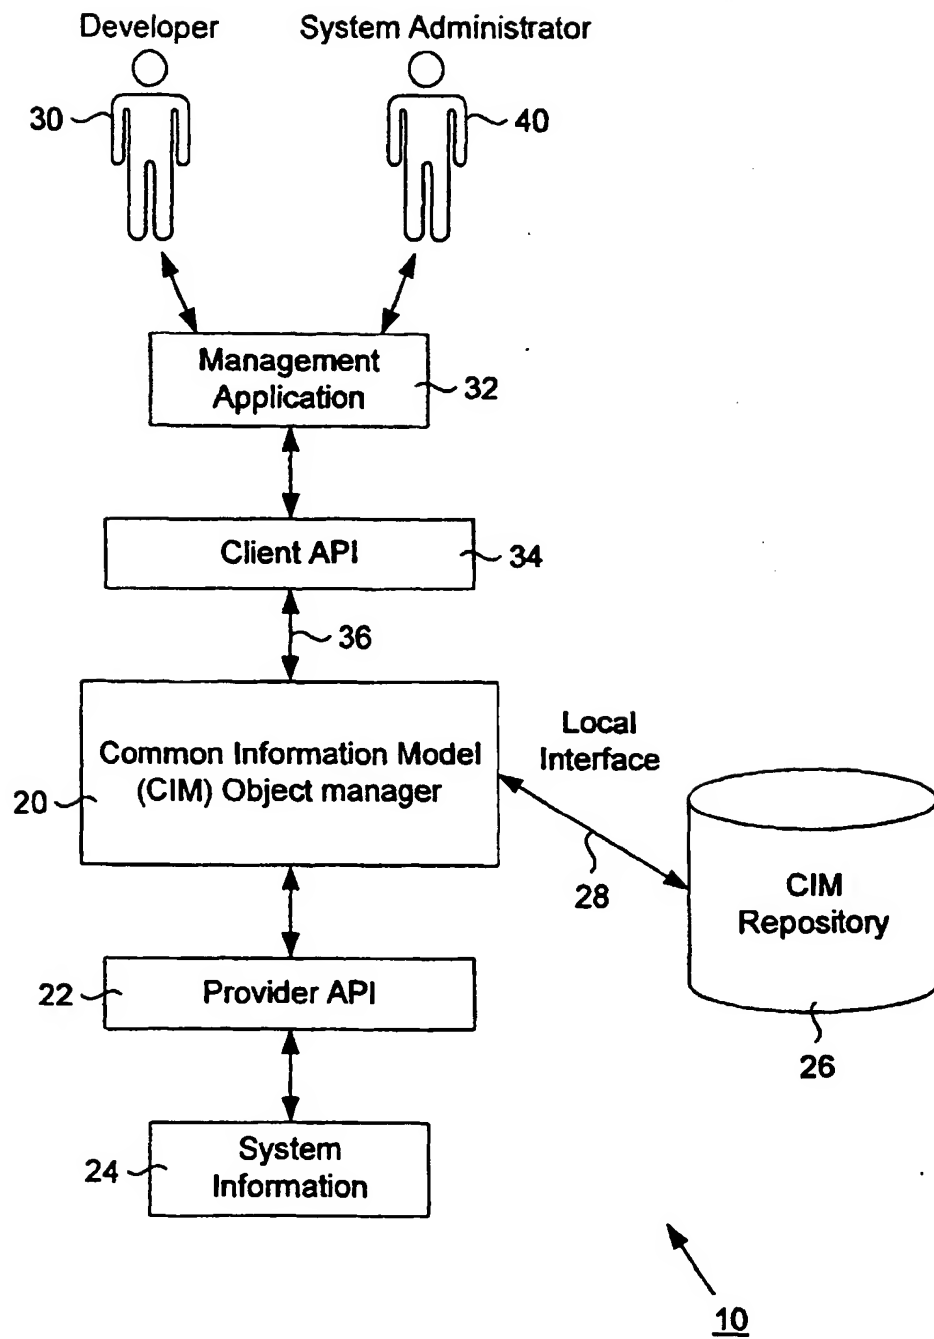 Developer
System Administrator
30
40
Management
Application
32
Client API
34
36
Common Information Model
(CIM) Object manager
20
Local
Interface
28
CIM
Repository
26
22
Provider API
24
System
Information
10